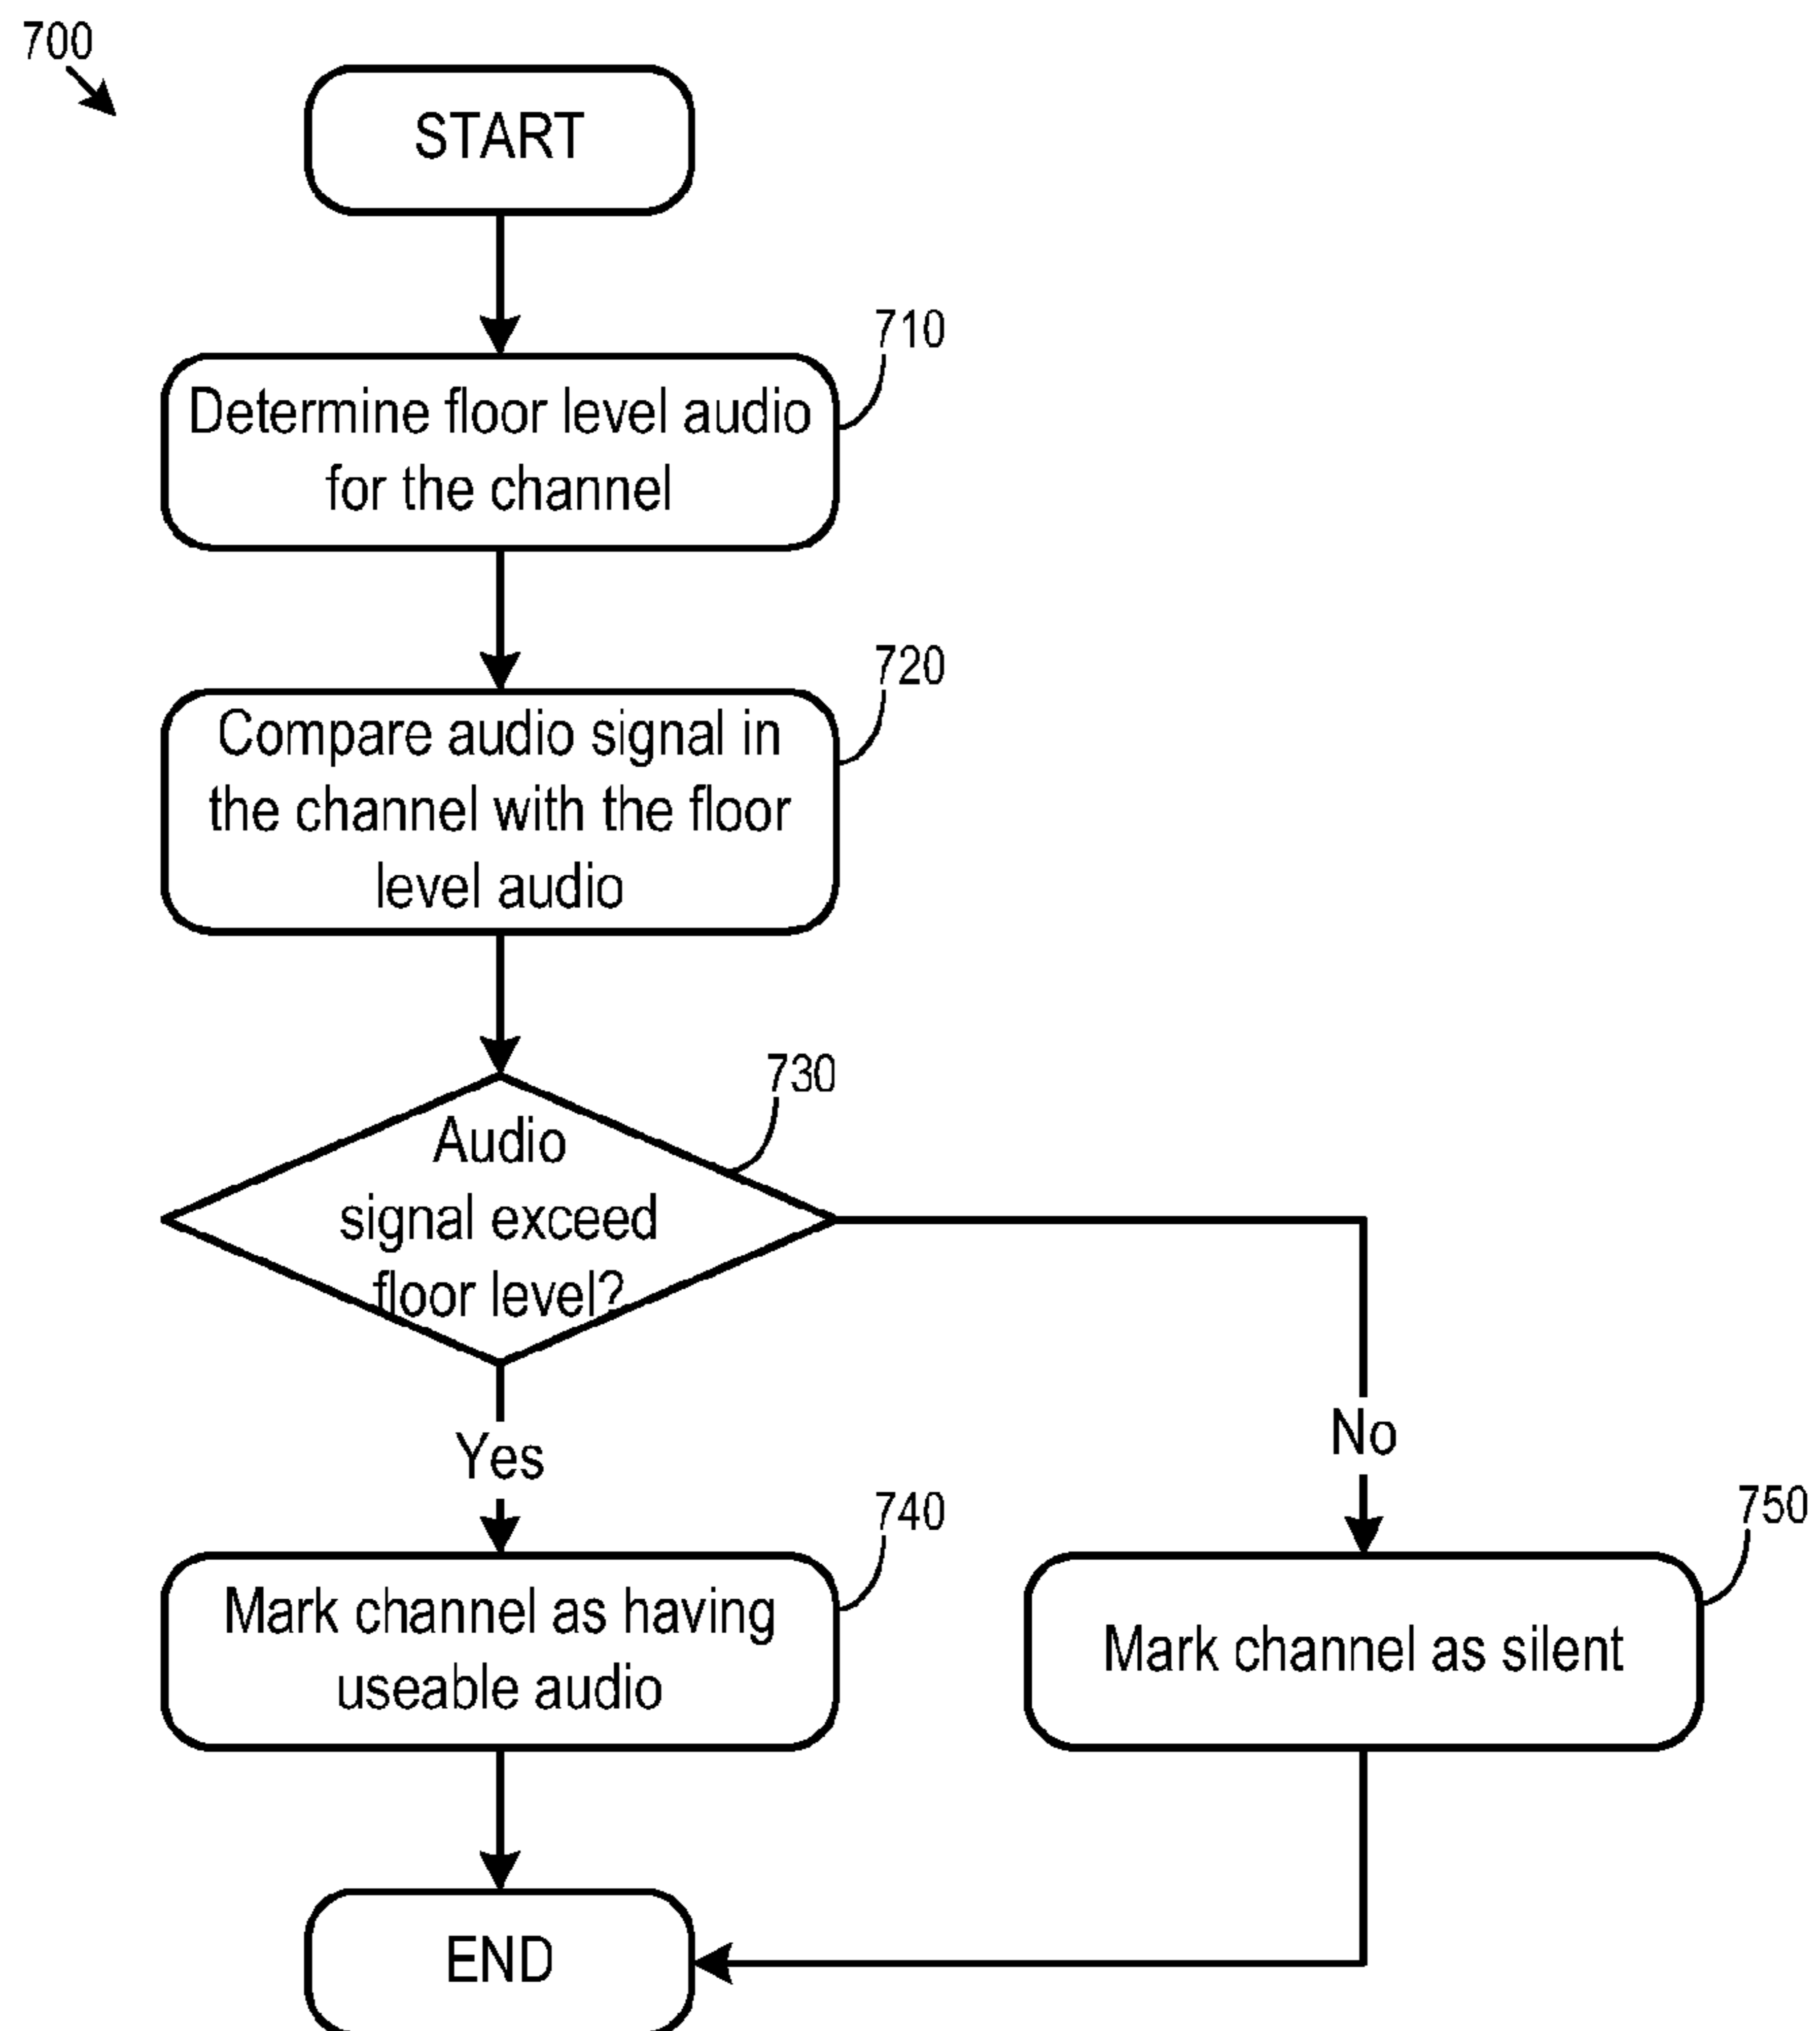 700
START
710
Determine floor level audio
for the channel
720
Compare audio signal in
the channel with the floor
level audio
730
Audio
signal exceed
floor level?
Yes
No
740
Mark channel as having
useable audio
750
Mark channel as silent
END